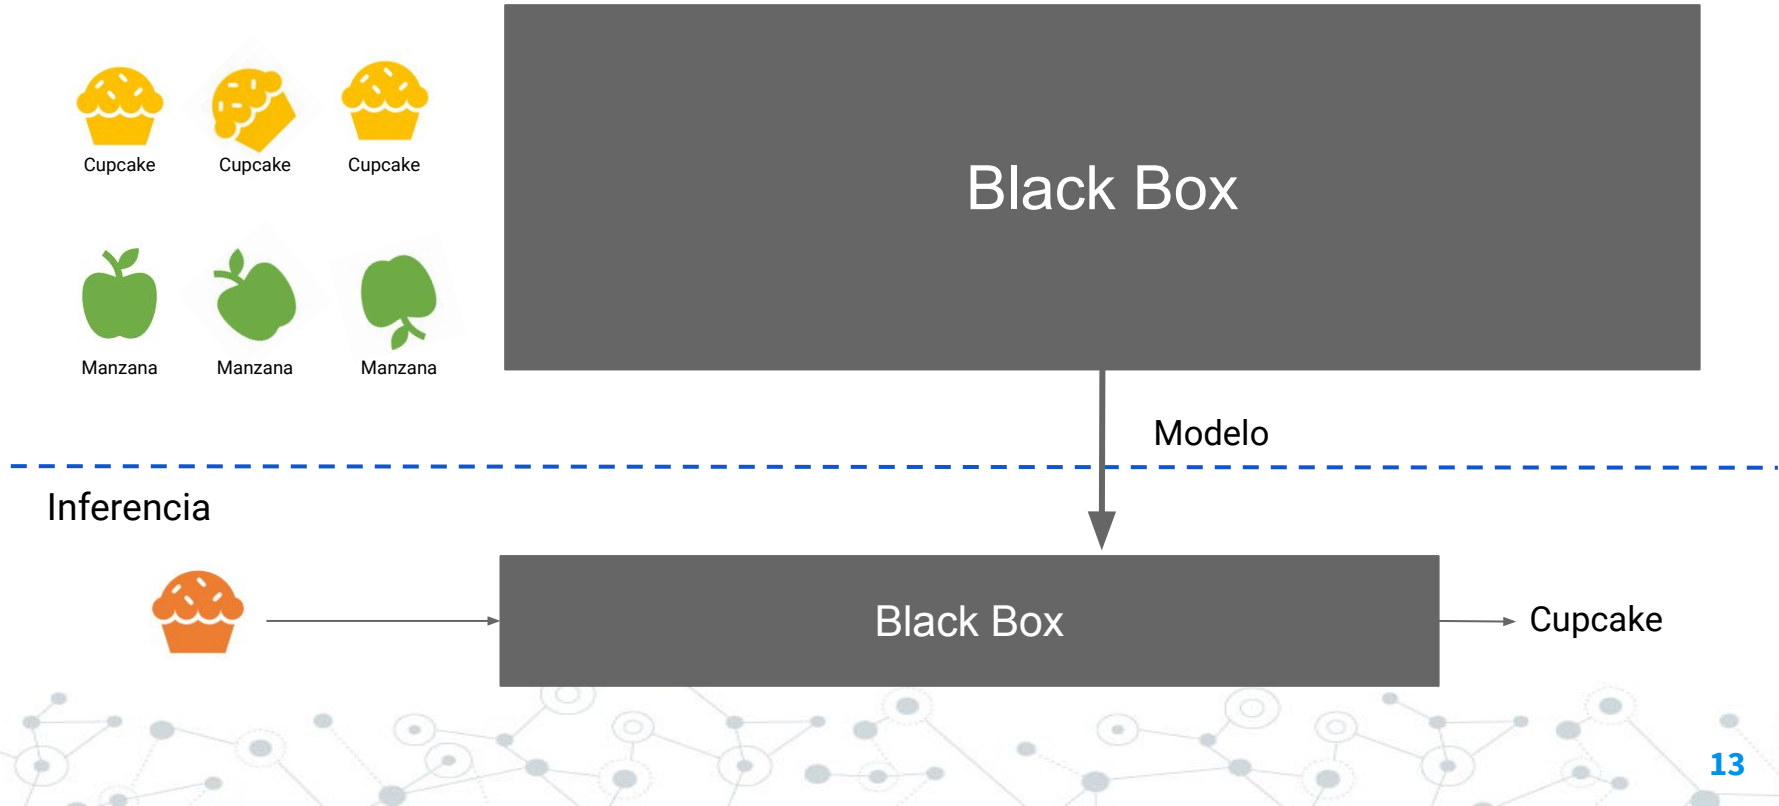 Cupcake Cupcake Cupcake
Black Box
Manzana Manzana Manzana
Modelo
Inferencia
Black Box
Cupcake
13